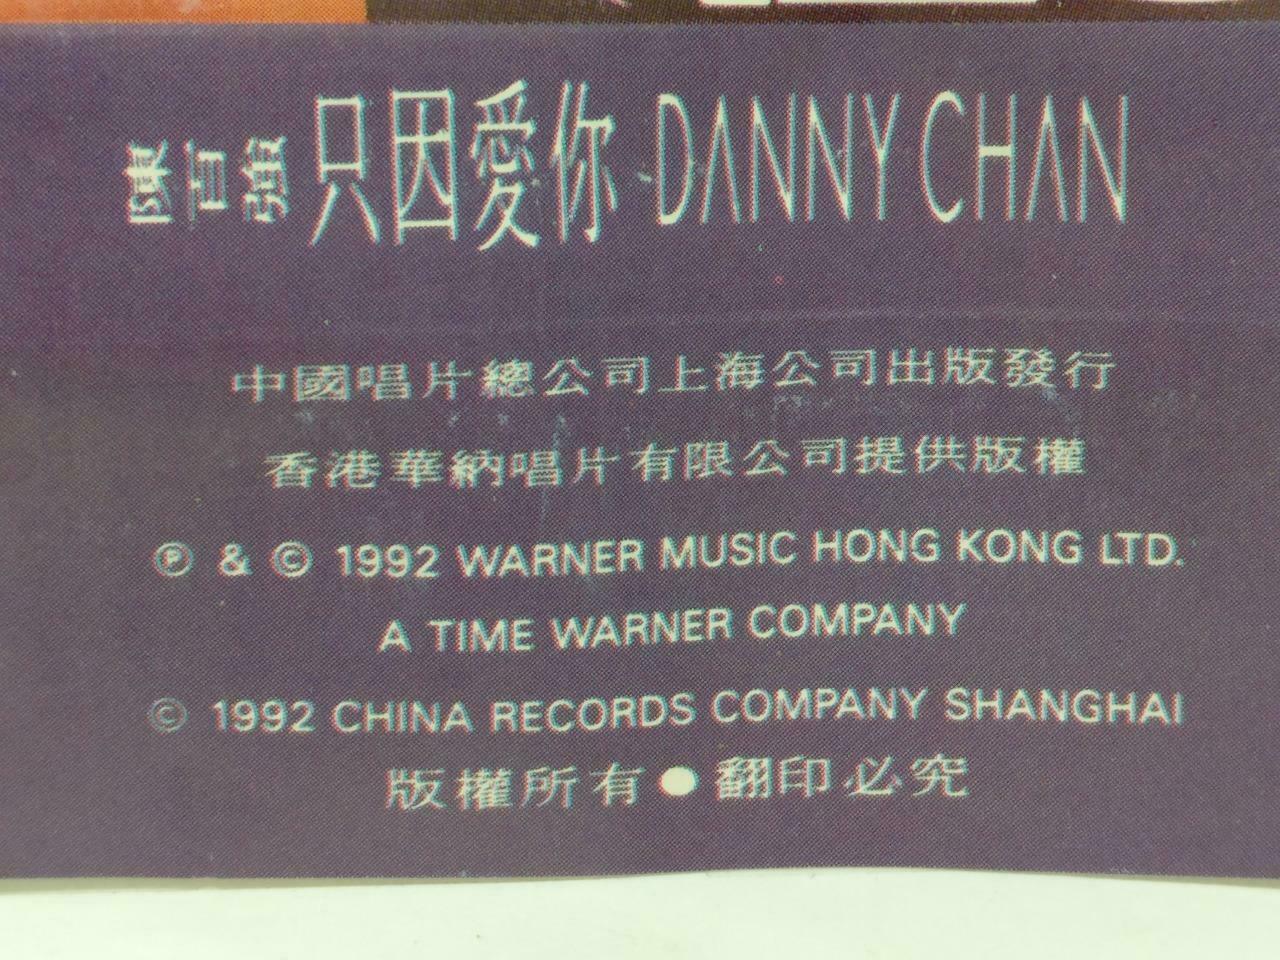 陳百強 只因愛你 DANNY CHAN
中國唱片總公司上海公司出版發行
香港華納唱片有限公司提供版權
Ⓟ & © 1992 WARNER MUSIC HONG KONG LTD.
A TIME WARNER COMPANY
© 1992 CHINA RECORDS COMPANY SHANGHAI
版權所有●翻印必究